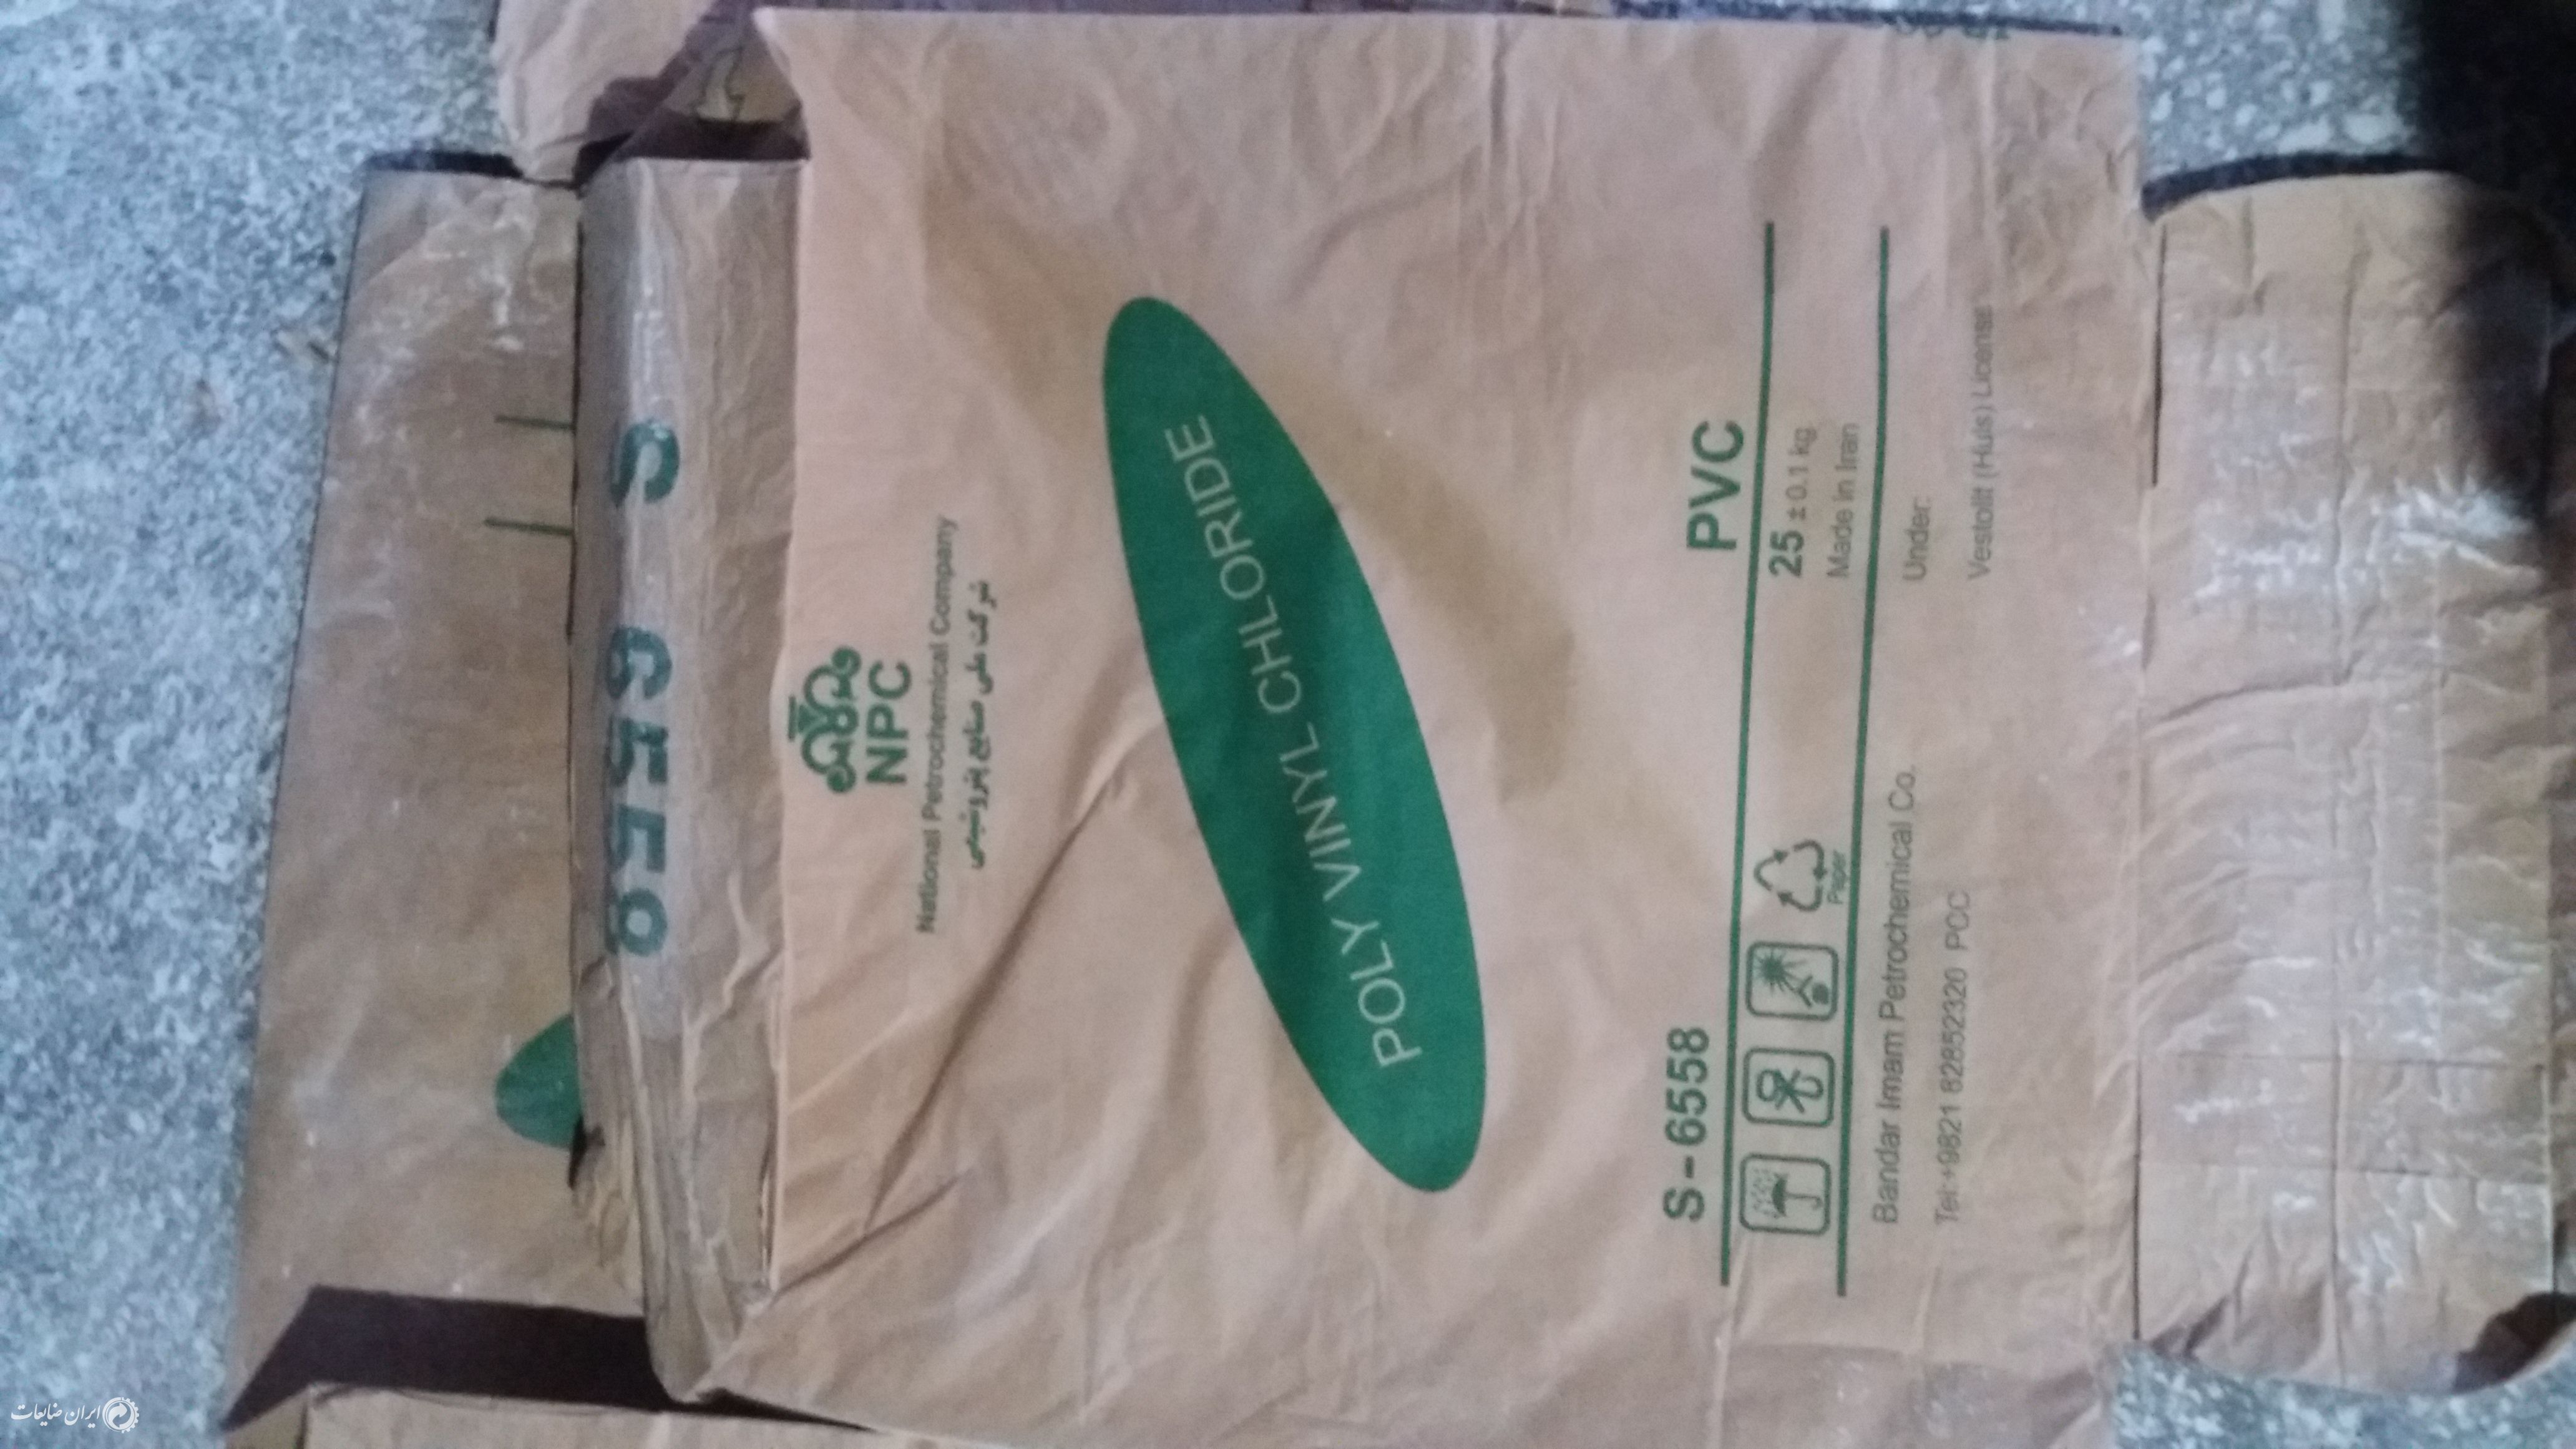 NPC
National Petrochemical Company
شرکت ملی صنایع پتروشیمی
POLY VINYL CHLORIDE
S-6558 PVC
25 ± 0.1 kg
Made in Iran
Paper
Bandar Imam Petrochemical Co.
Under:
Tel:+9821 82852320 PCC
Vestolit (Huls) License
S 6558
ایران ضایعات